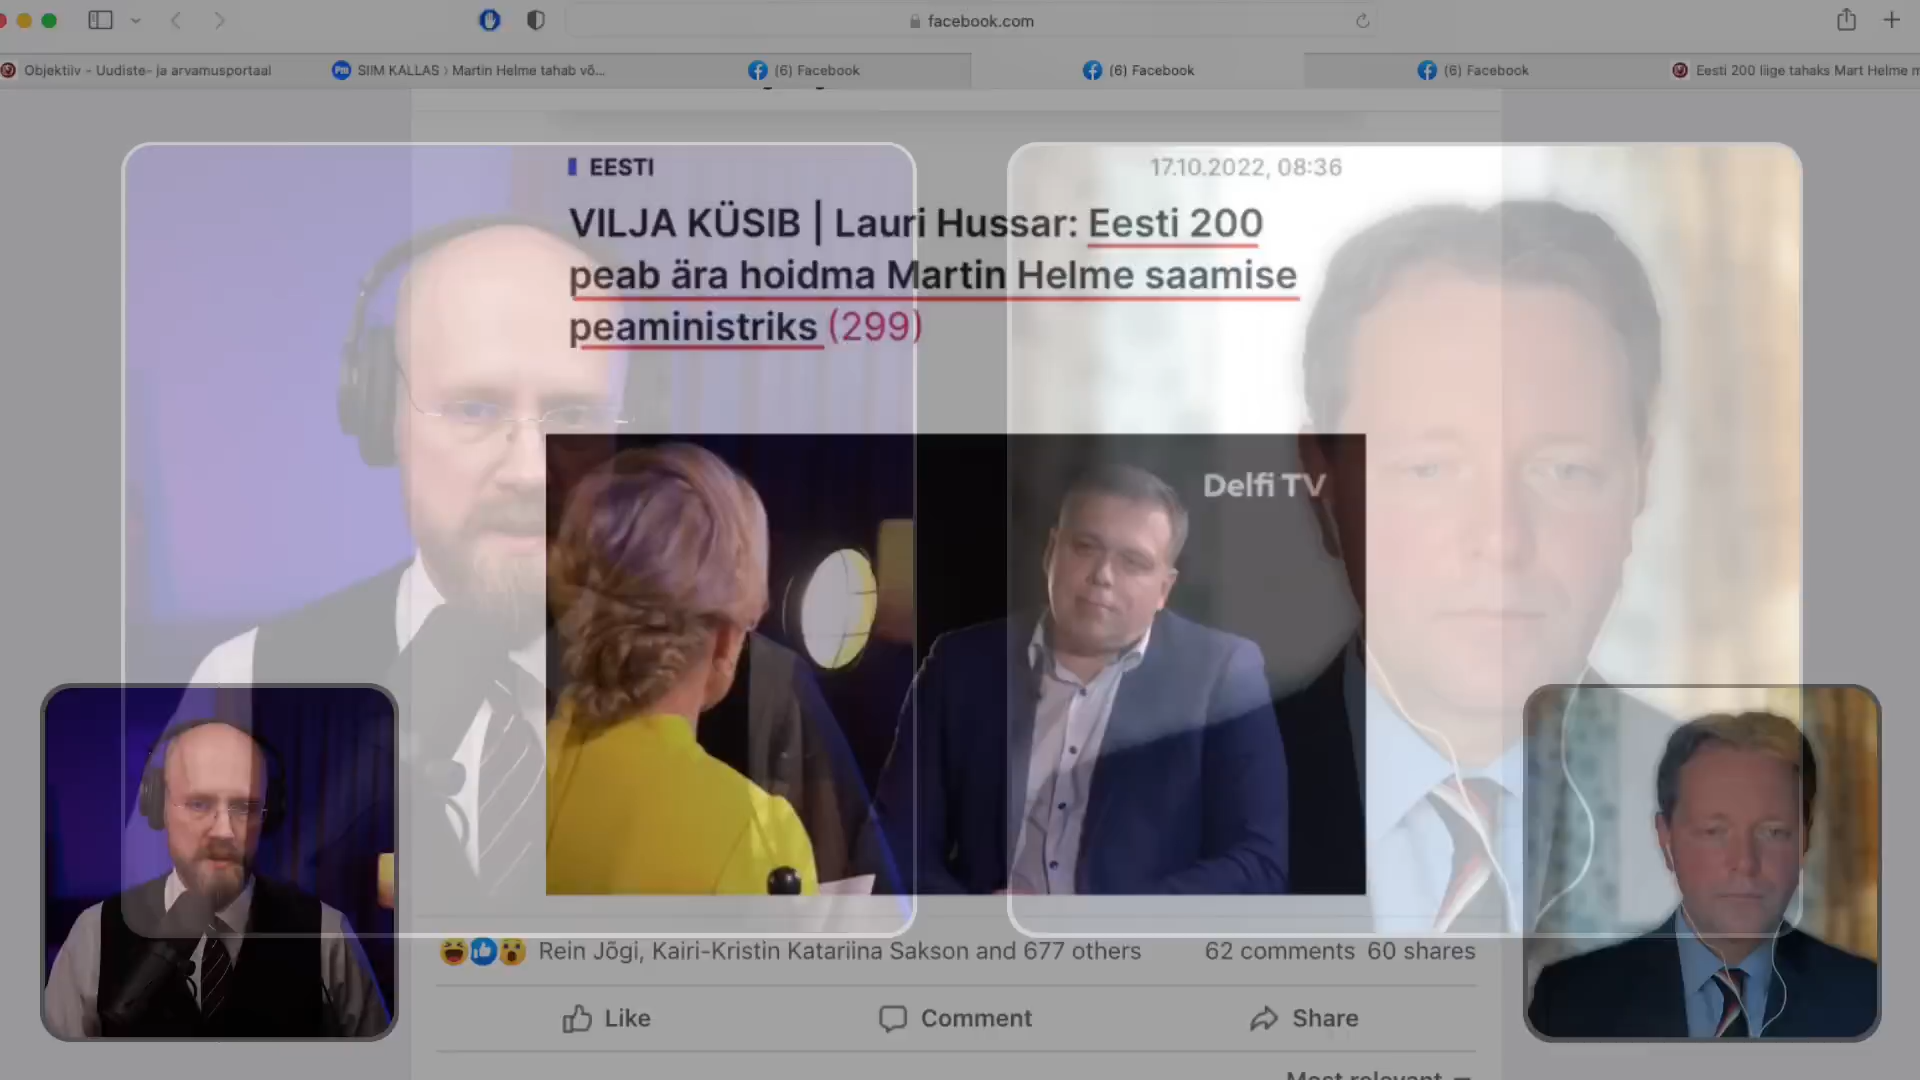 facebook.com
Objektiiv - Uudiste- ja arvamusportaal
Pm SIIM KALLAS › Martin Helme tahab võ...
(6) Facebook
(6) Facebook
(6) Facebook
Eesti 200 liige tahaks Mart Helme m
EESTI
17.10.2022, 08:36
VILJA KÜSIB | Lauri Hussar: Eesti 200
peab ära hoidma Martin Helme saamise
peaministriks (299)
Delfi TV
Rein Jõgi, Kairi-Kristin Katariina Sakson and 677 others
62 comments 60 shares
Like
Comment
Share
Most relevant